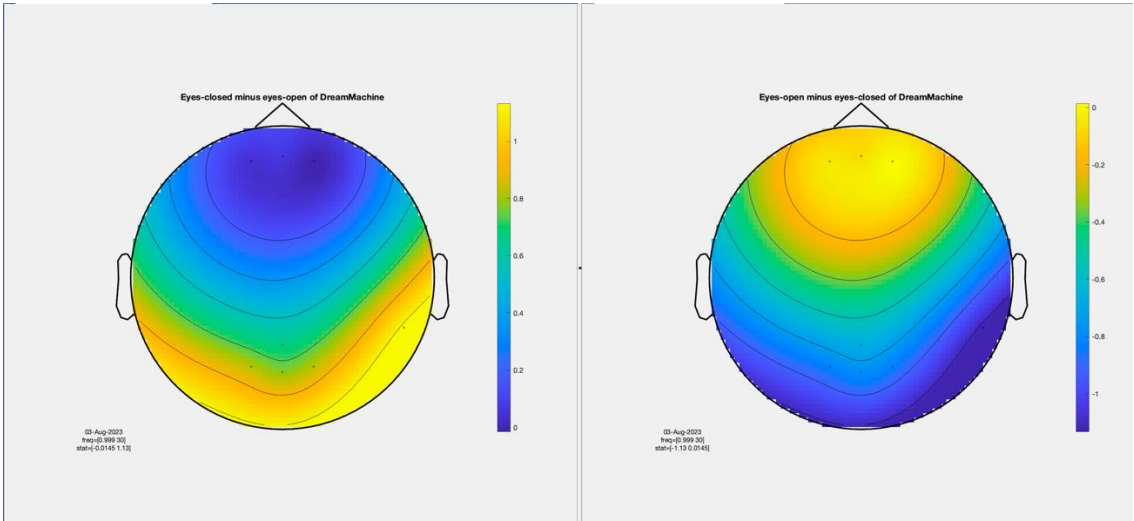 Eyes-closed minus eyes-open of DreamMachine
1
0.8
0.6
0.4
0.2
0
03-Aug-2023
freq=[0.999 30]
stat=[-0.0145 1.13]
Eyes-open minus eyes-closed of DreamMachine
0
-0.2
-0.4
-0.6
-0.8
-1
03-Aug-2023
freq=[0.999 30]
stat=[-1.13 0.0145]